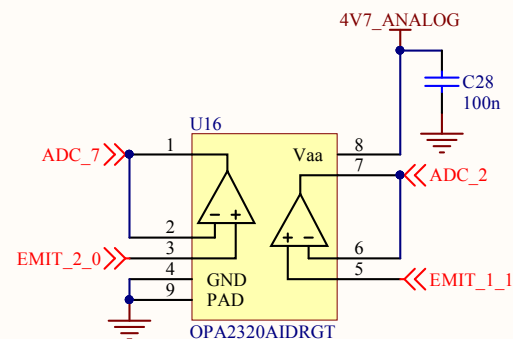 4V7_ANALOG
C28
100n
U16
ADC_7
1
Vaa
8
7
ADC_2
2
6
EMIT_2_0
3
5
EMIT_1_1
4
GND
9
PAD
OPA2320AIDRGT